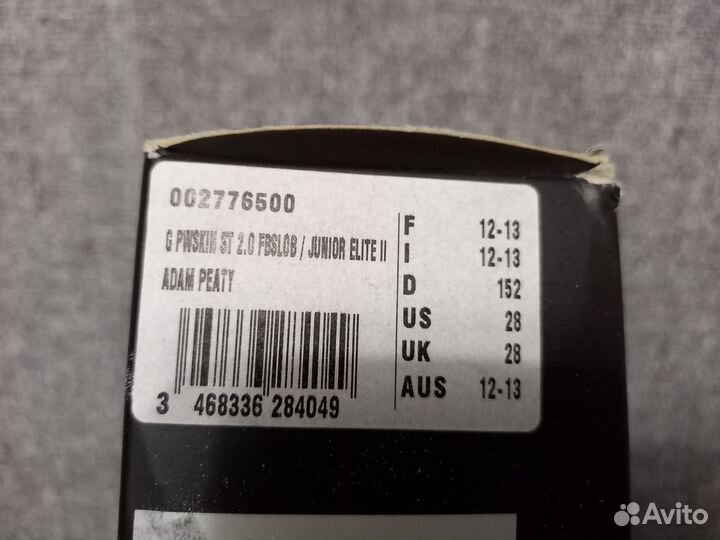 002776500
G PWSKIN ST 2.0 FBSLOB / JUNIOR ELITE II
ADAM PEATY
3 468336 284049
F 12-13
I 12-13
D 152
US 28
UK 28
AUS 12-13
Avito